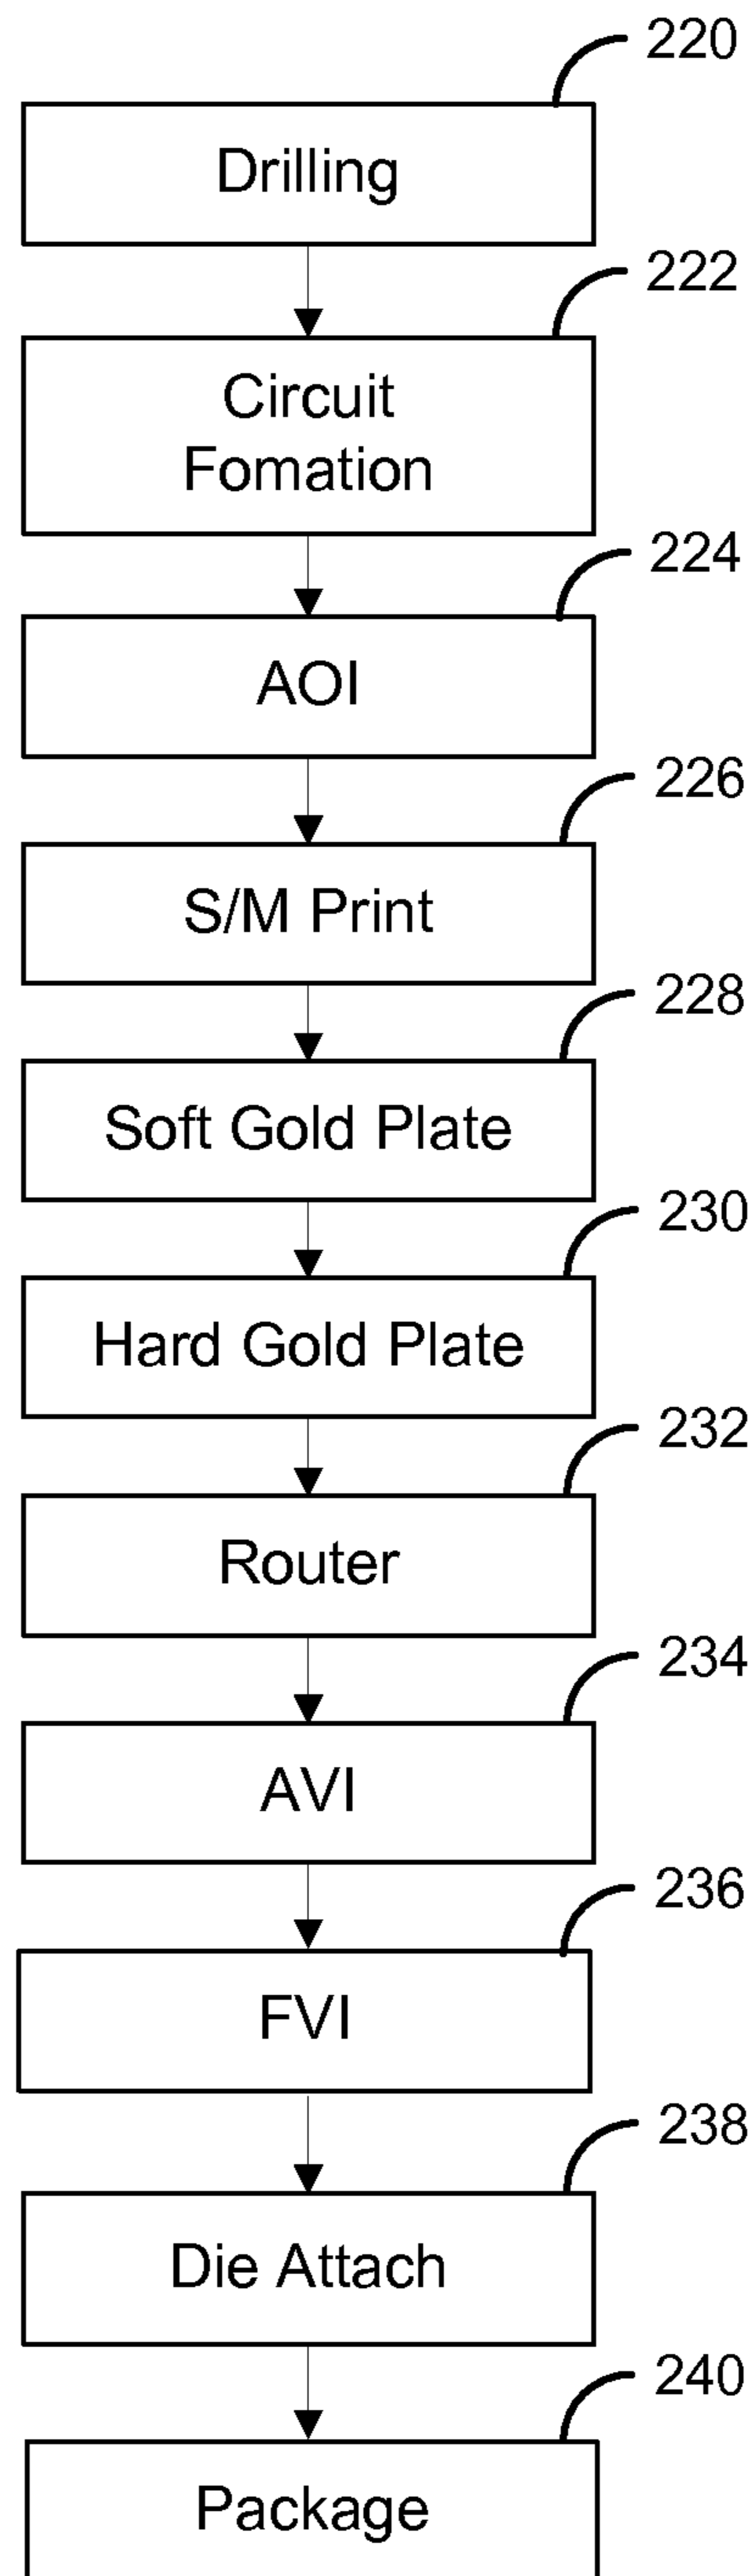 220
Drilling
222
Circuit
Fomation
224
AOI
226
S/M Print
228
Soft Gold Plate
230
Hard Gold Plate
232
Router
234
AVI
236
FVI
238
Die Attach
240
Package